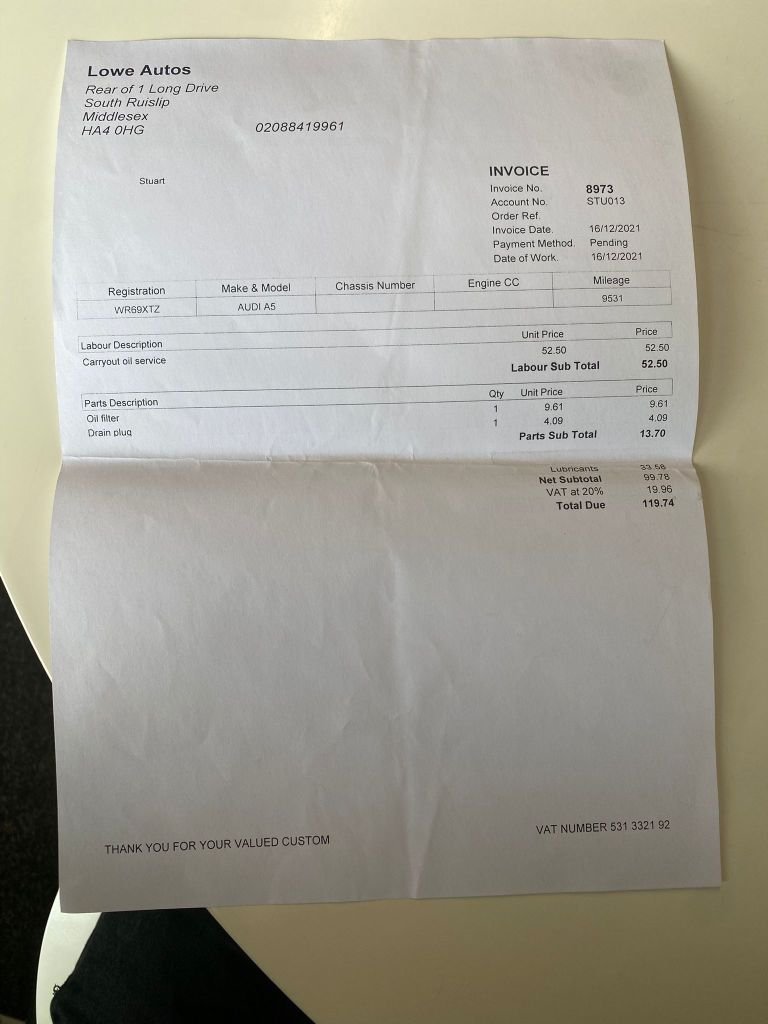 Lowe Autos
Rear of 1 Long Drive
South Ruislip
Middlesex
HA4 0HG 02088419961
Stuart
INVOICE
Invoice No. 8973
Account No. STU013
Order Ref.
Invoice Date. 16/12/2021
Payment Method. Pending
Date of Work. 16/12/2021
Registration Make & Model Chassis Number Engine CC Mileage
WR69XTZ AUDI A5 9531
Labour Description Unit Price Price
Carryout oil service 52.50 52.50
Labour Sub Total 52.50
Parts Description Qty Unit Price Price
Oil filter 1 9.61 9.61
Drain plug 1 4.09 4.09
Parts Sub Total 13.70
Lubricants 33.58
Net Subtotal 99.78
VAT at 20% 19.96
Total Due 119.74
THANK YOU FOR YOUR VALUED CUSTOM VAT NUMBER 531 3321 92